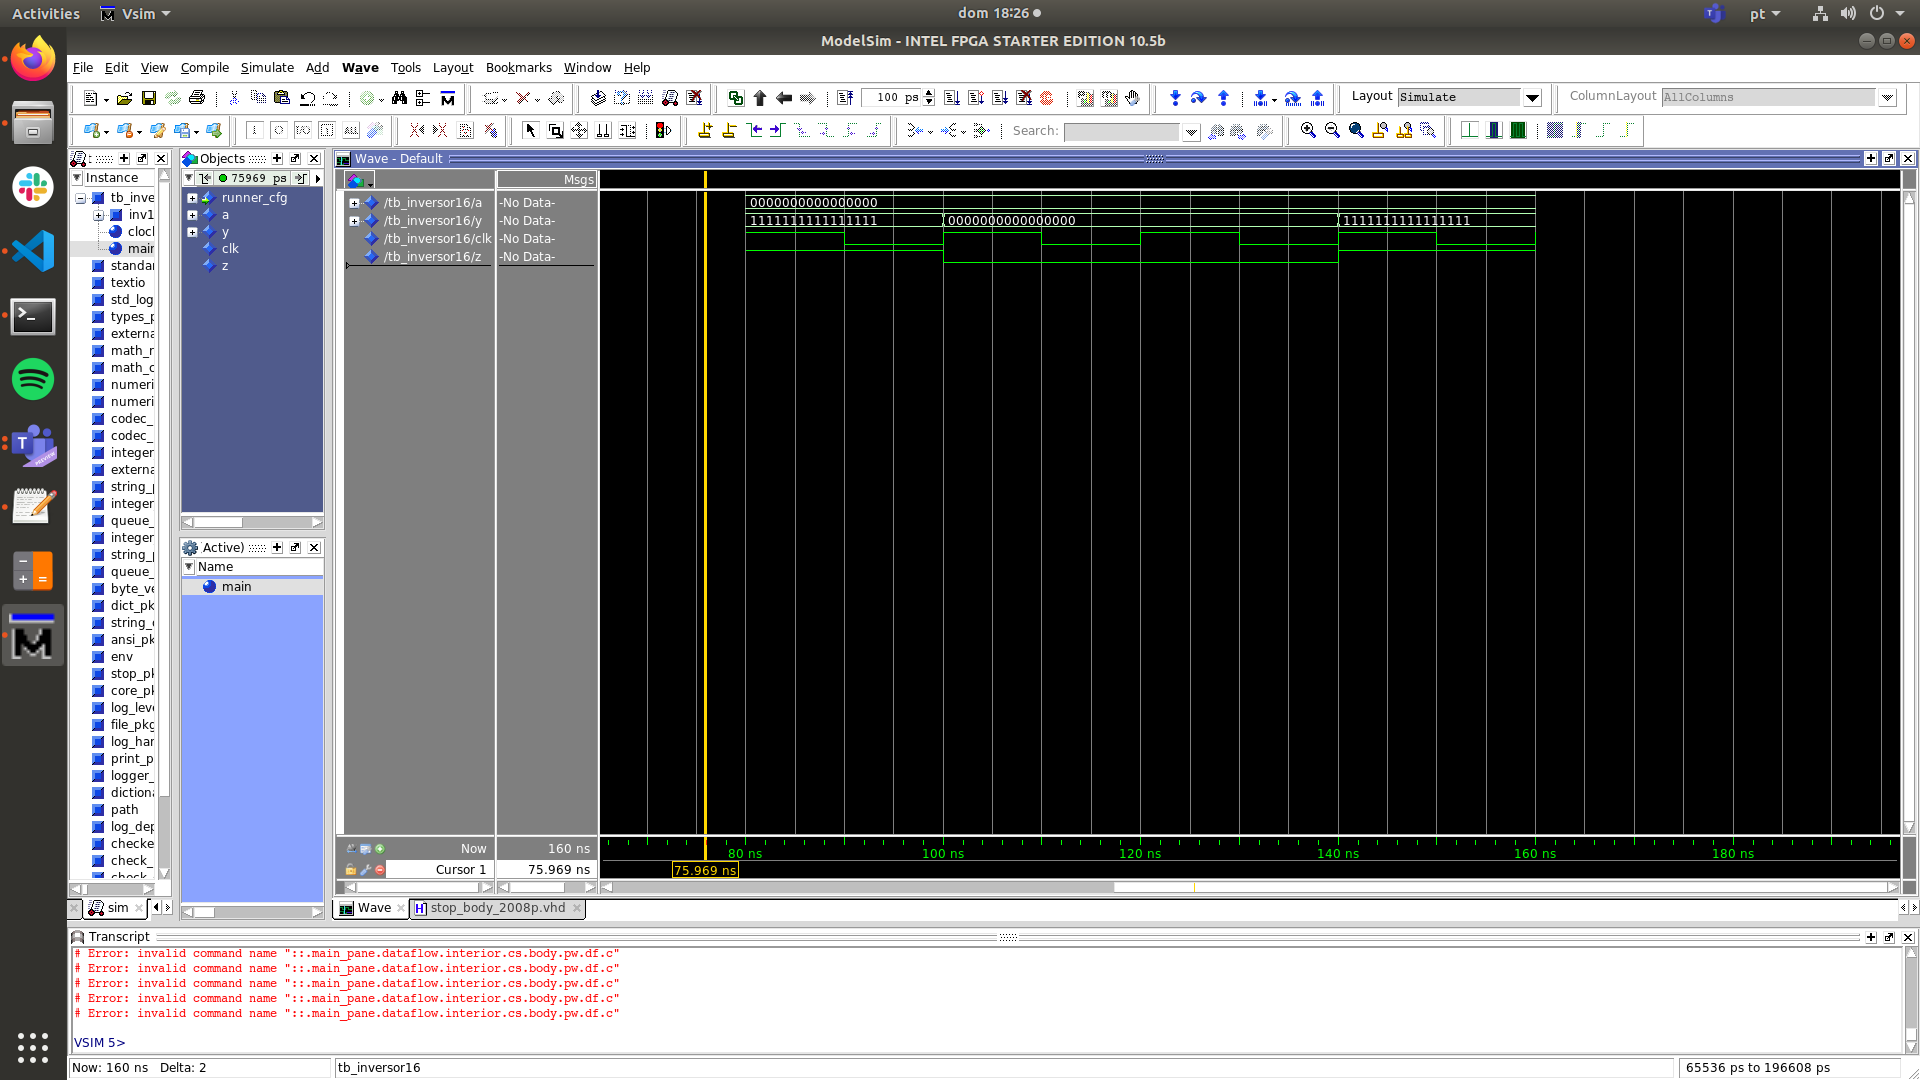 Activities
Vsim
dom 18:26
pt
ModelSim - INTEL FPGA STARTER EDITION 10.5b
File Edit View Compile Simulate Add Wave Tools Layout Bookmarks Window Help
100 ps
Layout Simulate
ColumnLayout AllColumns
Search:
Instance
tb_inve
inv1
clocl
mair
standar
textio
std_log
types_p
externa
math_r
math_c
numeri
numeri
codec_
codec_
integer
externa
string_p
integer
queue_
integer
string_p
queue_
byte_ve
dict_pk
string_o
ansi_pk
env
stop_pk
core_pk
log_leve
file_pkg
log_han
print_p
logger_
dictiona
path
log_dep
checke
check_
check
sim
Objects
75969 ps
runner_cfg
a
y
clk
z
Active)
Name
main
Wave - Default
Msgs
/tb_inversor16/a -No Data- 0000000000000000
/tb_inversor16/y -No Data- 1111111111111111 0000000000000000 1111111111111111
/tb_inversor16/clk -No Data-
/tb_inversor16/z -No Data-
Now 160 ns
80 ns 100 ns 120 ns 140 ns 160 ns 180 ns
Cursor 1 75.969 ns 75.969 ns
Wave
stop_body_2008p.vhd
Transcript
# Error: invalid command name "::.main_pane.dataflow.interior.cs.body.pw.df.c"
# Error: invalid command name "::.main_pane.dataflow.interior.cs.body.pw.df.c"
# Error: invalid command name "::.main_pane.dataflow.interior.cs.body.pw.df.c"
# Error: invalid command name "::.main_pane.dataflow.interior.cs.body.pw.df.c"
# Error: invalid command name "::.main_pane.dataflow.interior.cs.body.pw.df.c"
VSIM 5>
Now: 160 ns Delta: 2
tb_inversor16
65536 ps to 196608 ps